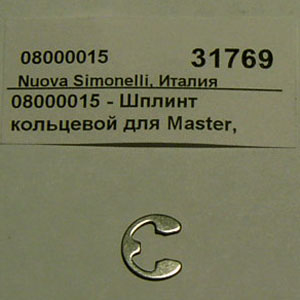 08000015 31769
Nuova Simonelli, Италия
08000015 - Шплинт
кольцевой для Master,